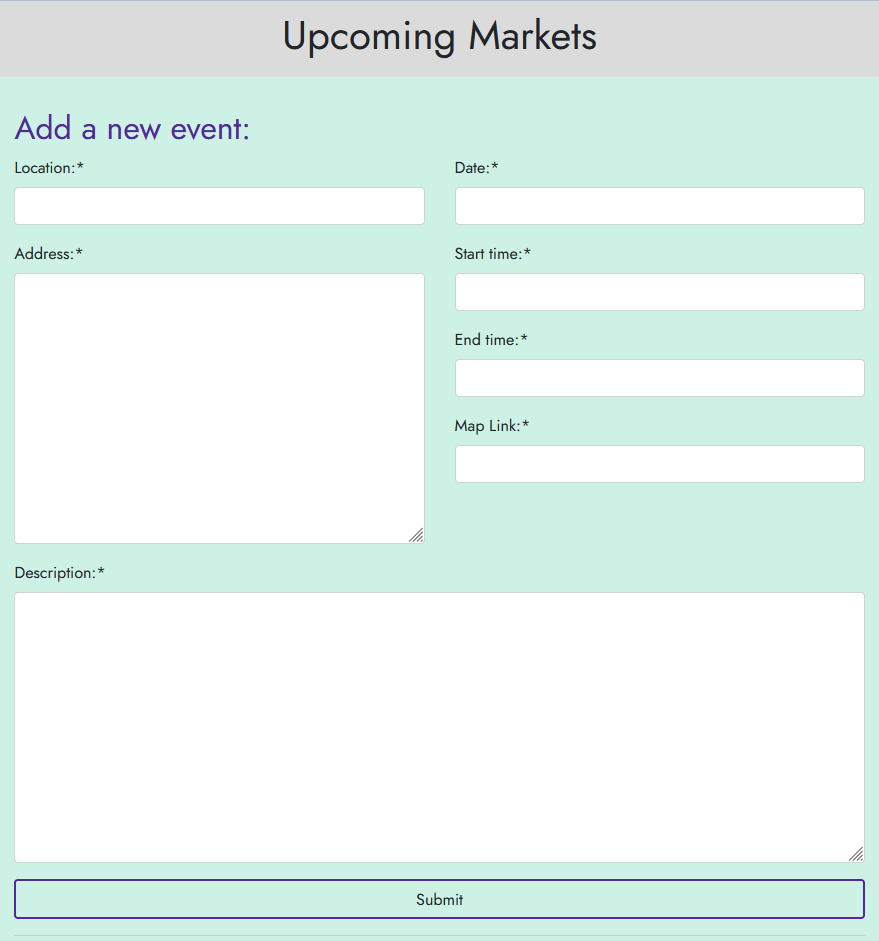 Upcoming Markets
Add a new event:
Location:*
Date:*
Address:*
Start time:*
End time:*
Map Link:*
Description:*
Submit